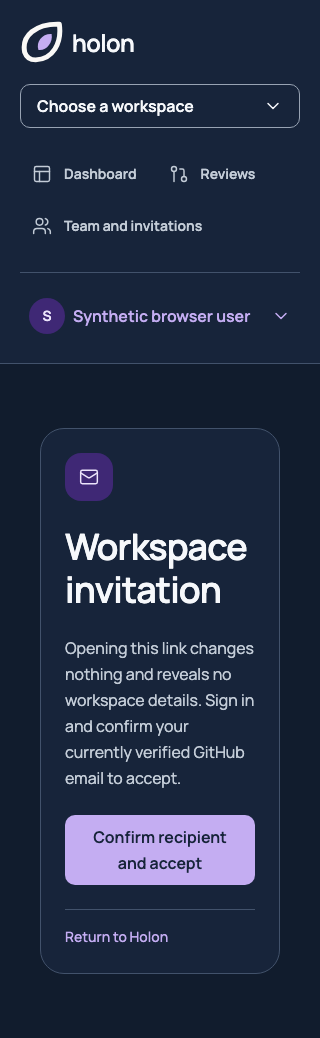 holon
Choose a workspace
Dashboard
Reviews
Team and invitations
S
Synthetic browser user
Workspace
invitation
Opening this link changes
nothing and reveals no
workspace details. Sign in
and confirm your
currently verified GitHub
email to accept.
Confirm recipient
and accept
Return to Holon